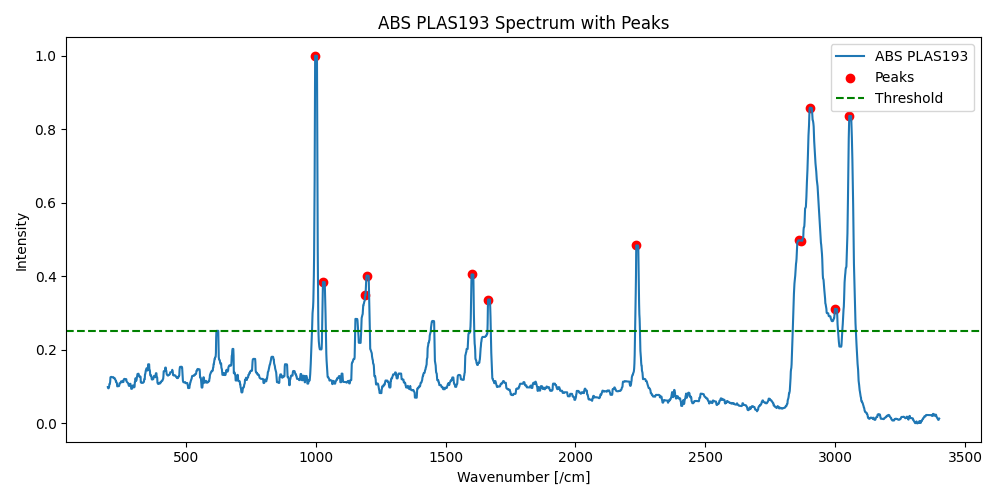 ABS PLAS193 Spectrum with Peaks
ABS PLAS193
Peaks
Threshold
Intensity
1.0
0.8
0.6
0.4
0.2
0.0
500 1000 1500 2000 2500 3000 3500
Wavenumber [/cm]